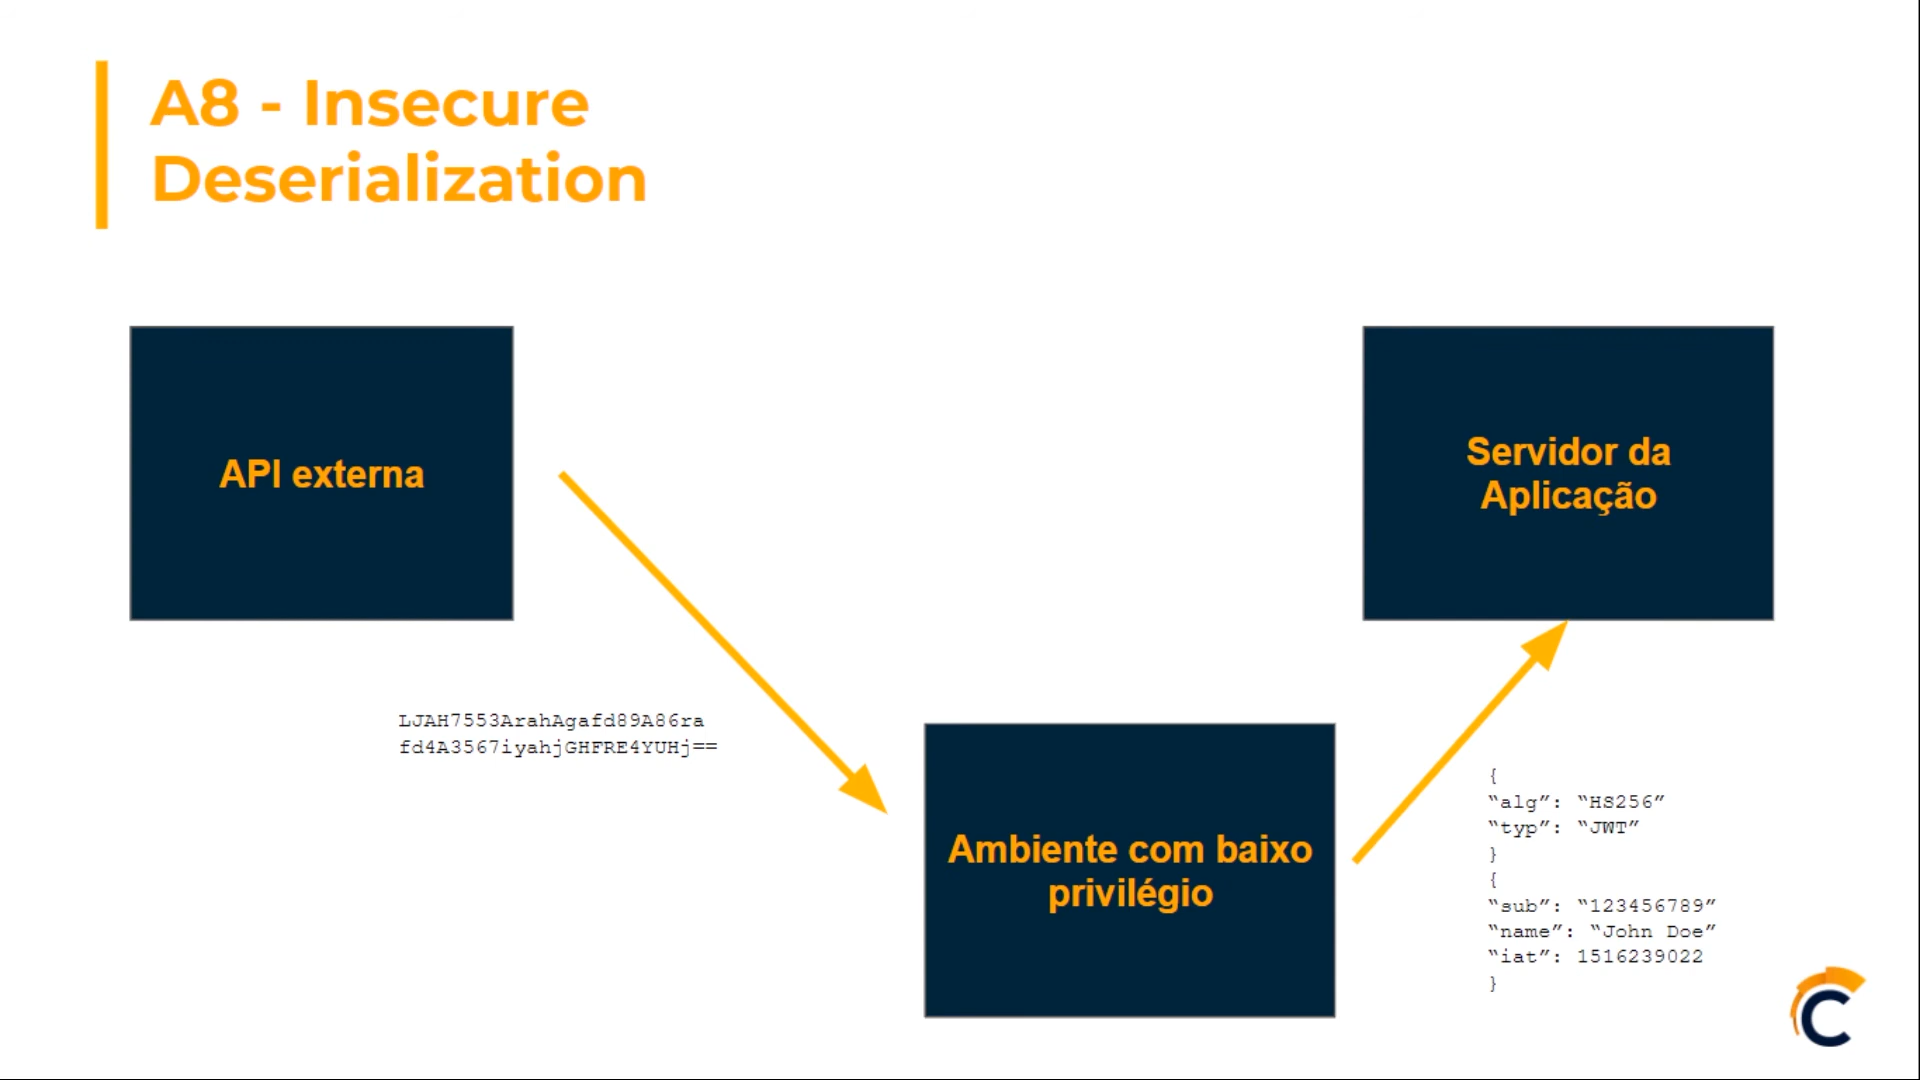 A8 - Insecure
Deserialization
API externa
Servidor da
Aplicação
LJAH7553ArahAgafd89A86ra
fd4A3567iyahjGHFRE4YUHj==
Ambiente com baixo
privilégio
{
“alg”: “HS256”
“typ”: “JWT”
}
{
“sub”: “123456789”
“name”: “John Doe”
“iat”: 1516239022
}